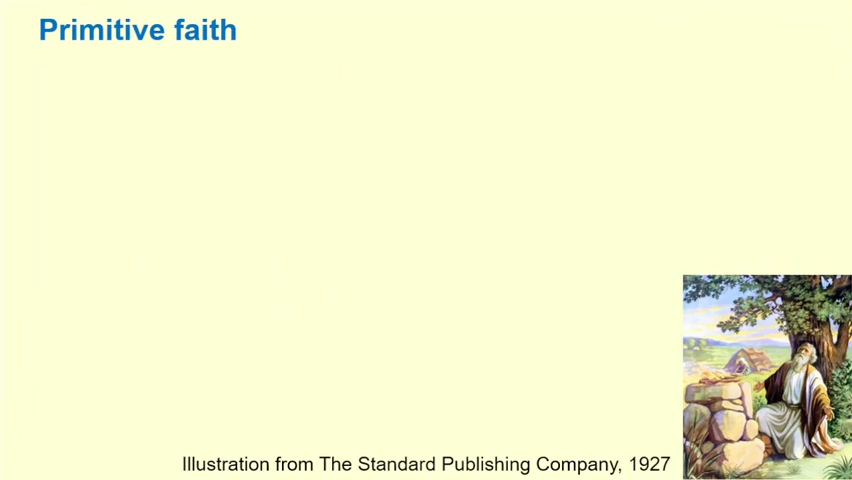 Primitive faith
Illustration from The Standard Publishing Company, 1927